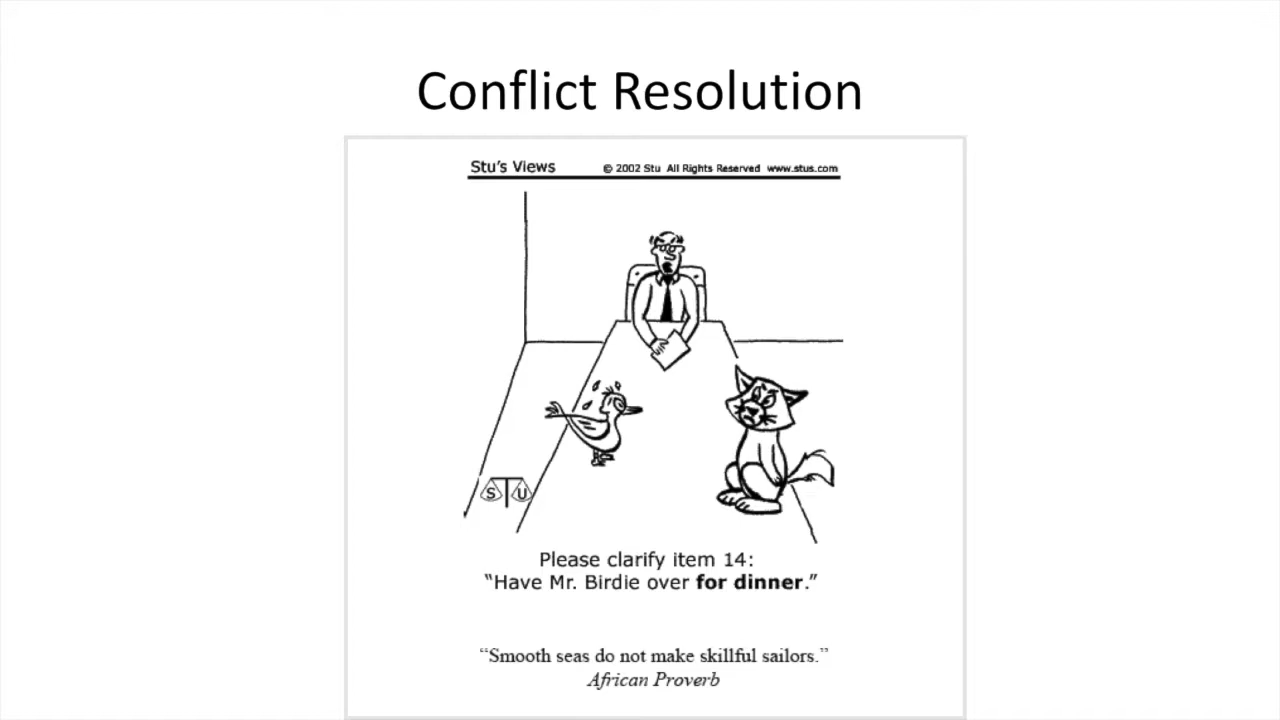 Conflict Resolution
Stu's Views © 2002 Stu All Rights Reserved www.stus.com
S T U
Please clarify item 14:
“Have Mr. Birdie over for dinner.”
“Smooth seas do not make skillful sailors.”
African Proverb